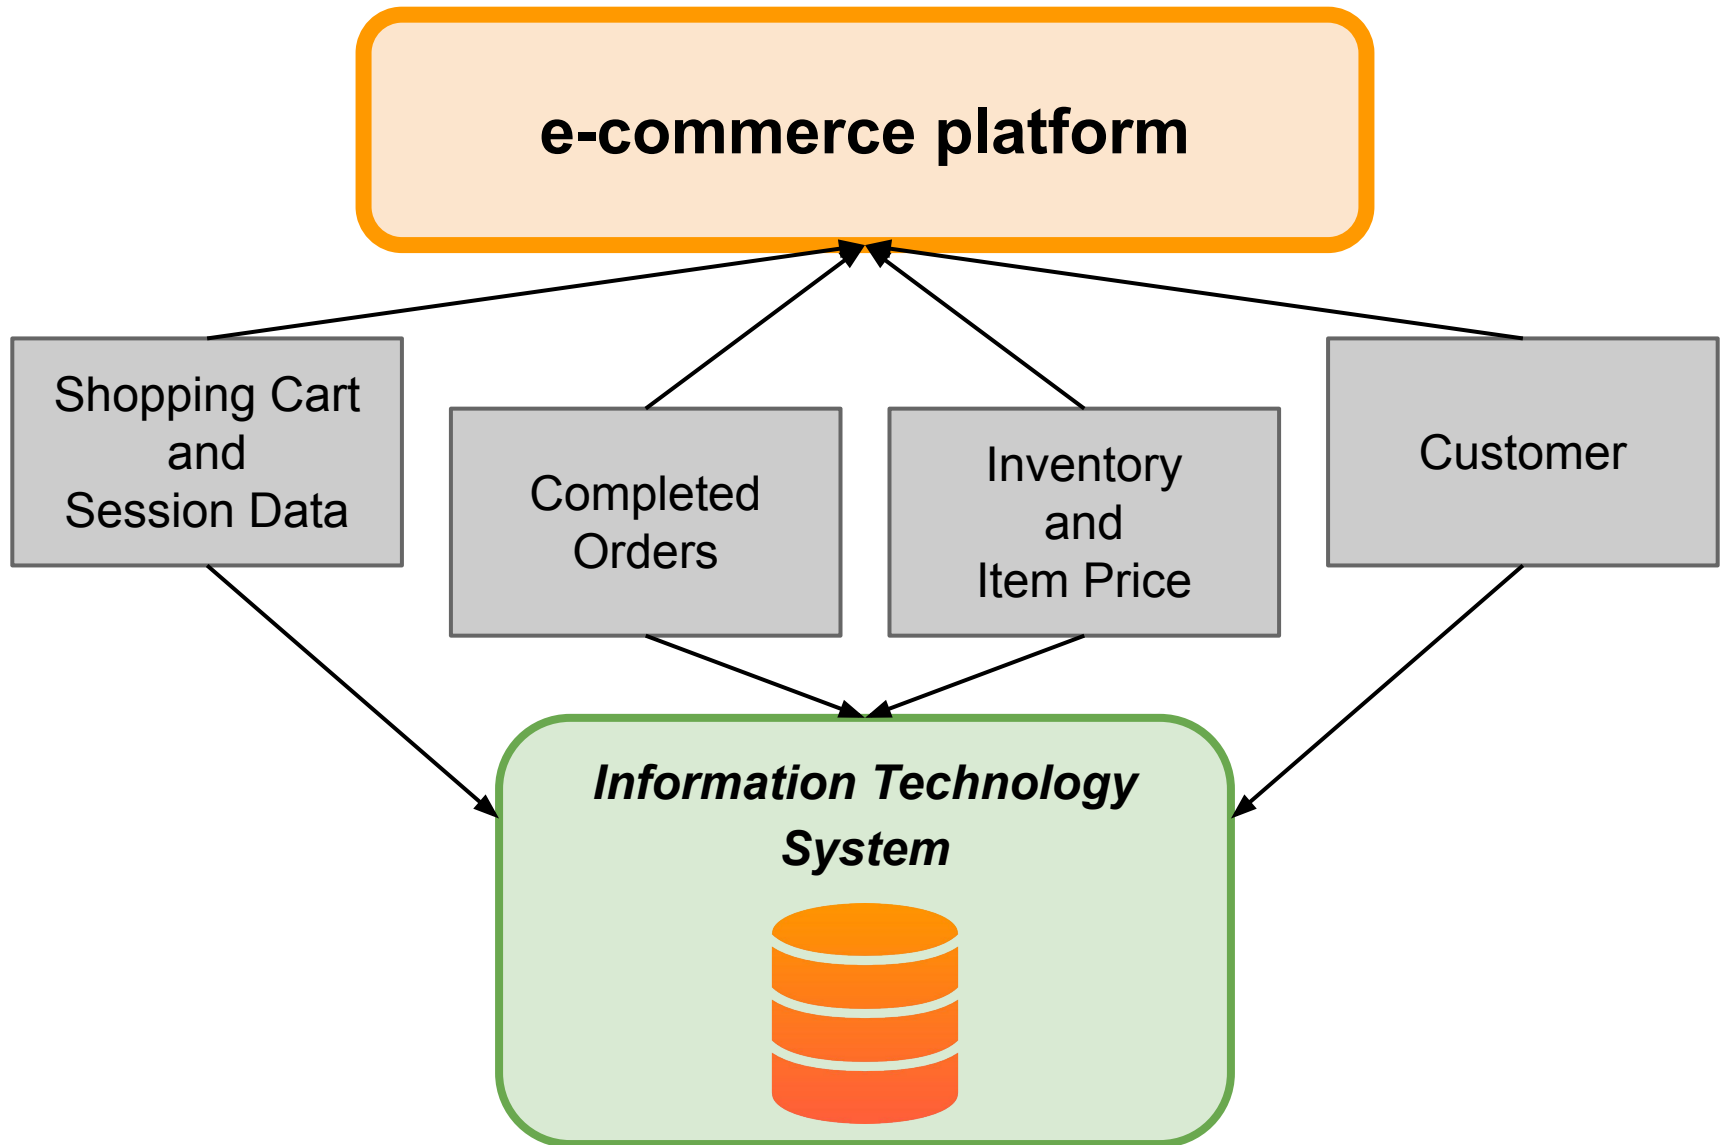 e-commerce platform
Shopping Cart
and
Session Data
Completed
Orders
Inventory
and
Item Price
Customer
Information Technology
System